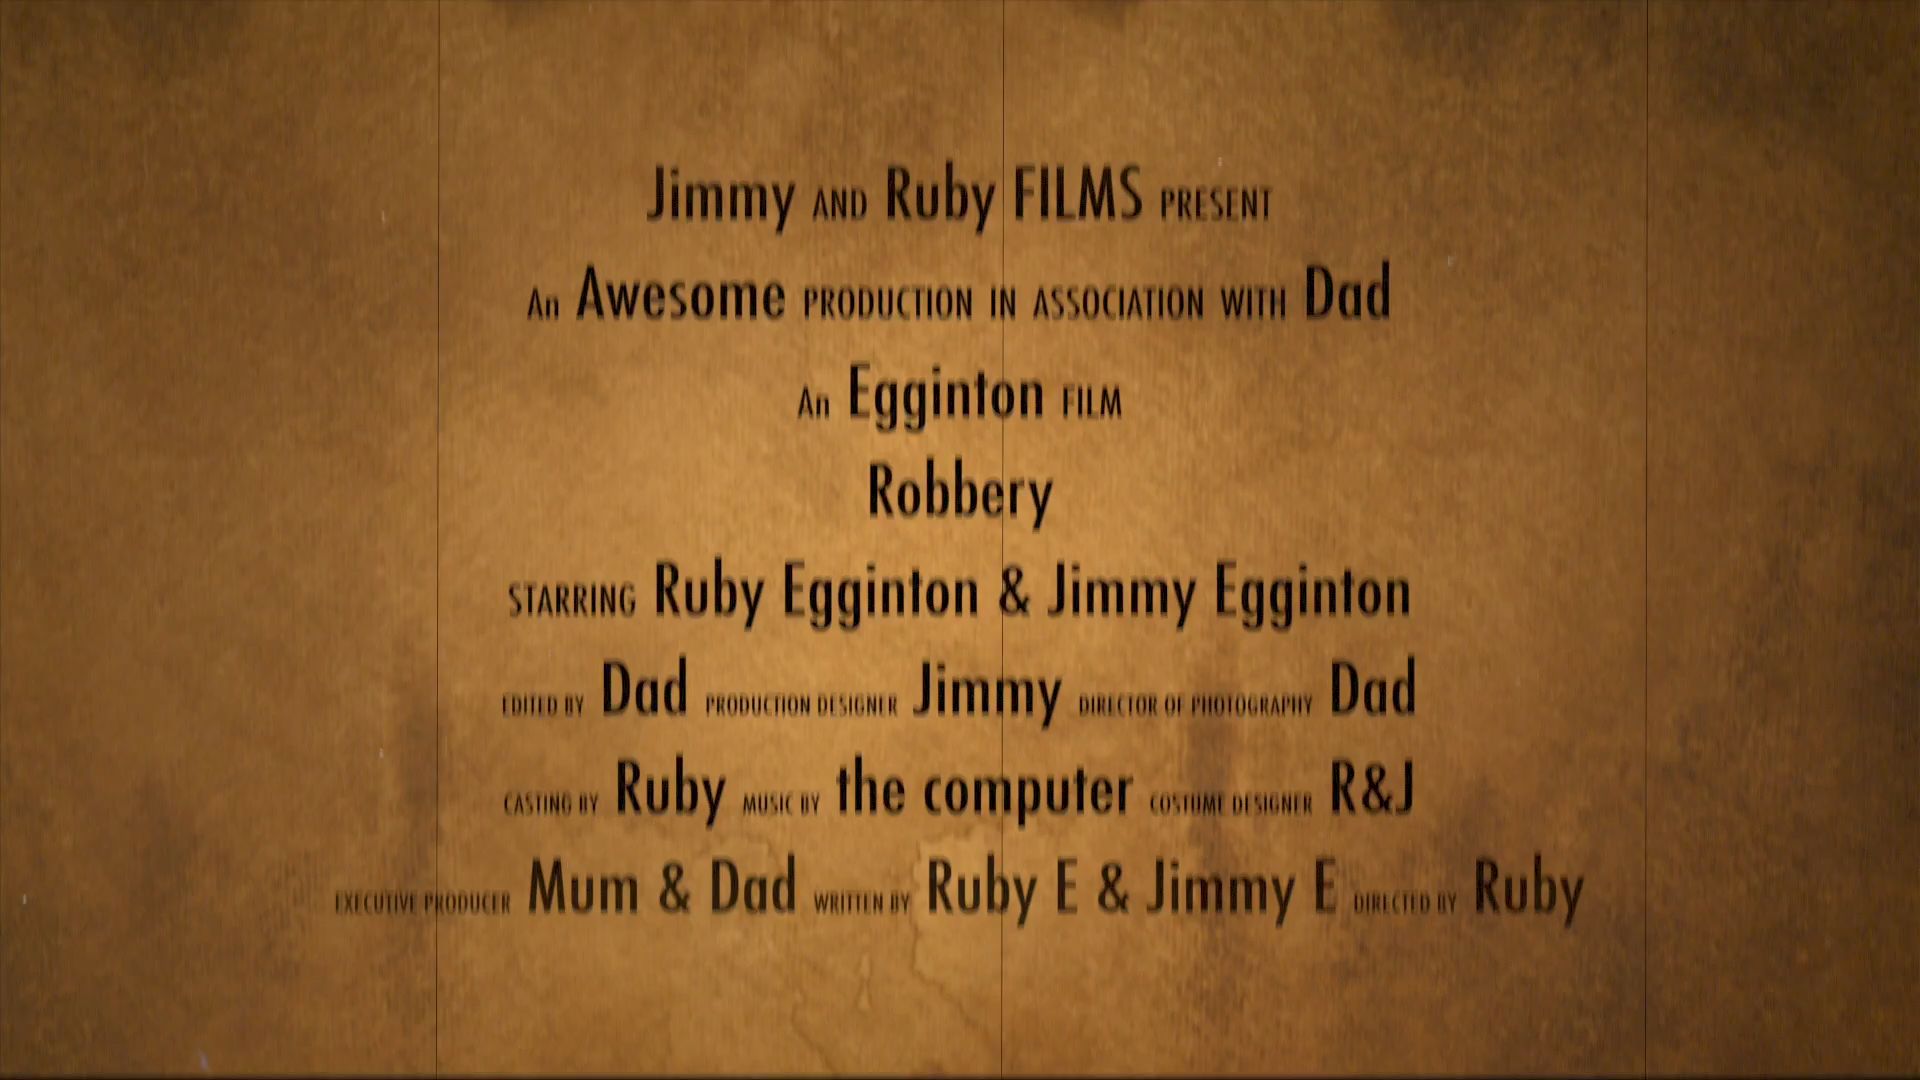 Jimmy AND Ruby FILMS PRESENT
An Awesome PRODUCTION IN ASSOCIATION WITH Dad
An Egginton FILM
Robbery
STARRING Ruby Egginton & Jimmy Egginton
EDITED BY Dad PRODUCTION DESIGNER Jimmy DIRECTOR OF PHOTOGRAPHY Dad
CASTING BY Ruby MUSIC BY the computer COSTUME DESIGNER R&J
EXECUTIVE PRODUCER Mum & Dad WRITTEN BY Ruby E & Jimmy E DIRECTED BY Ruby